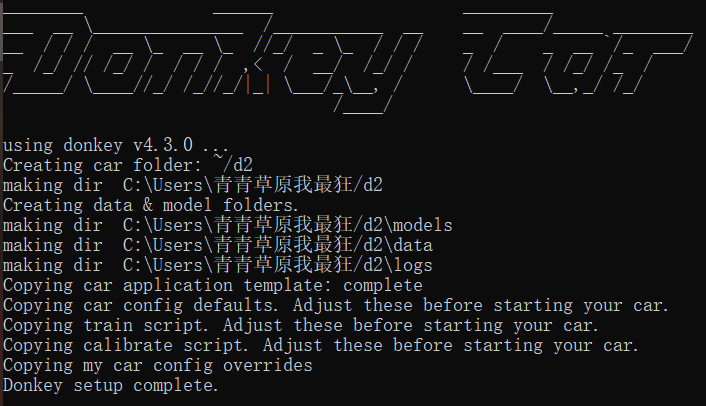 Donkey Car
using donkey v4.3.0 ...
Creating car folder: ~/d2
making dir  C:\Users\青青草原我最狂/d2
Creating data & model folders.
making dir  C:\Users\青青草原我最狂/d2\models
making dir  C:\Users\青青草原我最狂/d2\data
making dir  C:\Users\青青草原我最狂/d2\logs
Copying car application template: complete
Copying car config defaults. Adjust these before starting your car.
Copying train script. Adjust these before starting your car.
Copying calibrate script. Adjust these before starting your car.
Copying my car config overrides
Donkey setup complete.